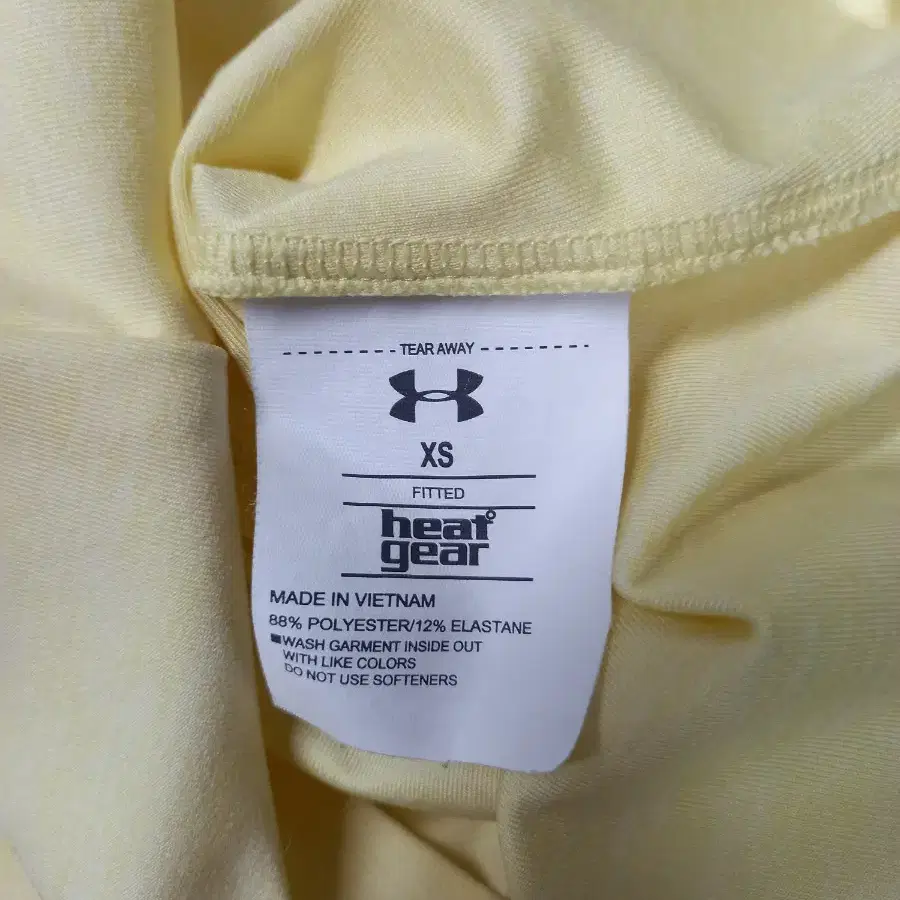 TEAR AWAY
XS
FITTED
heat
gear
MADE IN VIETNAM
88% POLYESTER/12% ELASTANE
WASH GARMENT INSIDE OUT
WITH LIKE COLORS
DO NOT USE SOFTENERS